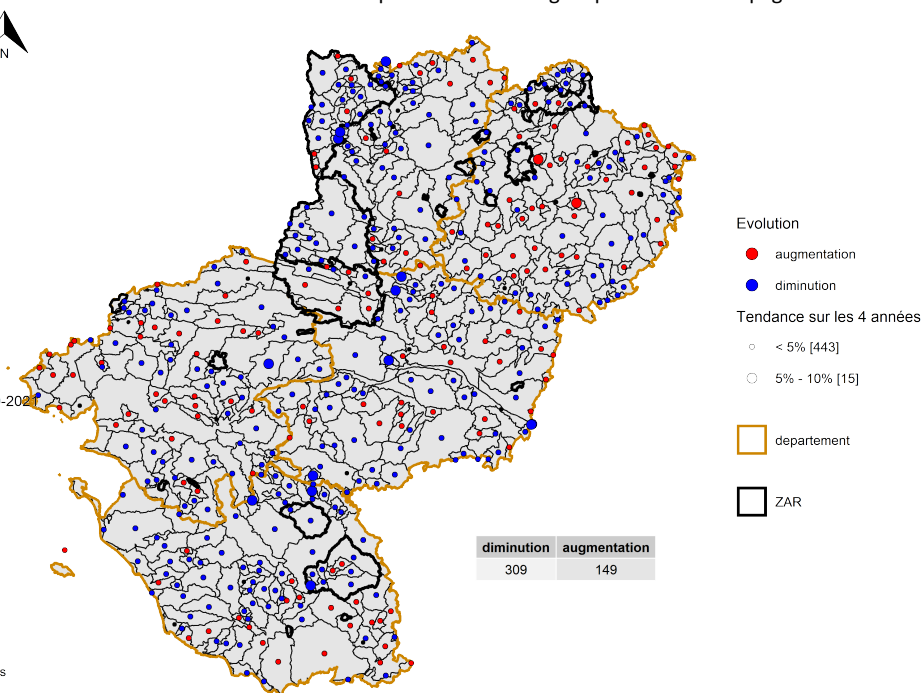 N
Evolution
augmentation
diminution
Tendance sur les 4 années
< 5% [443]
5% - 10% [15]
-2021
departement
ZAR
diminution augmentation
309 149
s